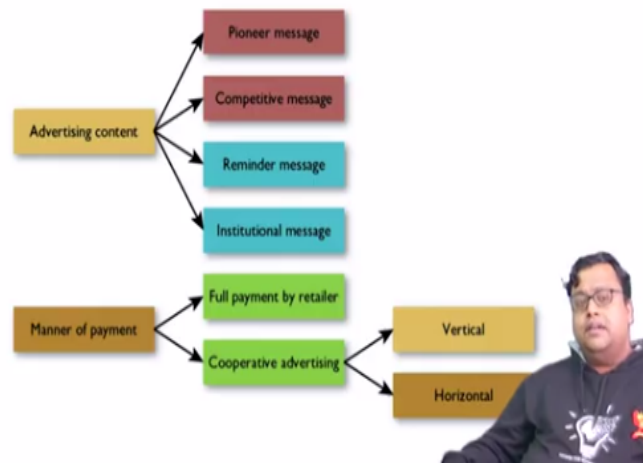 Pioneer message
Competitive message
Advertising content
Reminder message
Institutional message
Full payment by retailer
Manner of payment
Vertical
Cooperative advertising
Horizontal